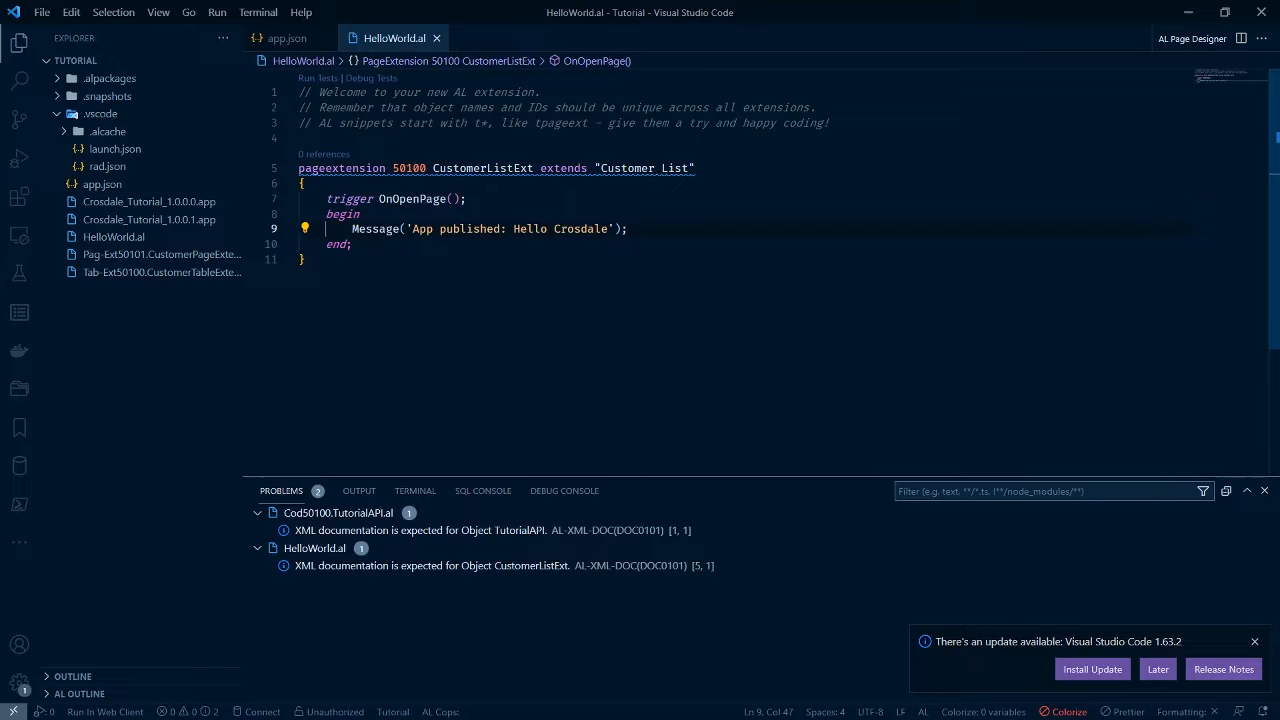 File Edit Selection View Go Run Terminal Help HelloWorld.al - Tutorial - Visual Studio Code
EXPLORER ···
TUTORIAL
.alpackages
.snapshots
.vscode
.alcache
launch.json
rad.json
app.json
Crosdale_Tutorial_1.0.0.0.app
Crosdale_Tutorial_1.0.0.1.app
HelloWorld.al
Pag-Ext50101.CustomerPageExte...
Tab-Ext50100.CustomerTableExte...
OUTLINE
AL OUTLINE
app.json HelloWorld.al AL Page Designer
HelloWorld.al > {} PageExtension 50100 CustomerListExt > OnOpenPage()
Run Tests | Debug Tests
1 // Welcome to your new AL extension.
2 // Remember that object names and IDs should be unique across all extensions.
3 // AL snippets start with t*, like tpageext - give them a try and happy coding!
4
0 references
5 pageextension 50100 CustomerListExt extends "Customer List"
6 {
7 trigger OnOpenPage();
8 begin
9 Message('App published: Hello Crosdale');
10 end;
11 }
PROBLEMS 2 OUTPUT TERMINAL SQL CONSOLE DEBUG CONSOLE Filter (e.g. text, **/*.ts, !**/node_modules/**)
Cod50100.TutorialAPI.al 1
XML documentation is expected for Object TutorialAPI. AL-XML-DOC(DOC0101) [1, 1]
HelloWorld.al 1
XML documentation is expected for Object CustomerListExt. AL-XML-DOC(DOC0101) [5, 1]
There's an update available: Visual Studio Code 1.63.2
Install Update Later Release Notes
1
0 Run In Web Client 0 0 2 Connect Unauthorized Tutorial AL Cops: Ln 9, Col 47 Spaces: 4 UTF-8 LF AL Colorize: 0 variables Colorize Prettier Formatting: ×